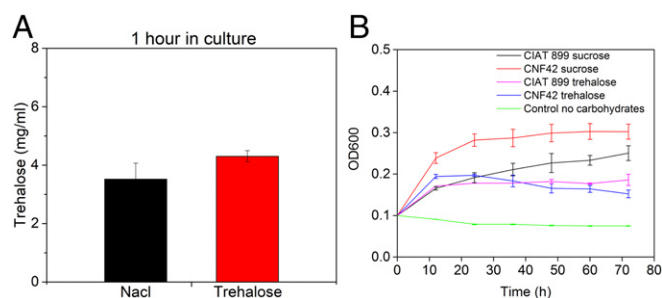 A
1 hour in culture
Trehalose (mg/ml)
8
6
4
2
0
Nacl
Trehalose
B
OD600
0.5
0.4
0.3
0.2
0.1
0.0
CIAT 899 sucrose
CNF42 sucrose
CIAT 899 trehalose
CNF42 trehalose
Control no carbohydrates
0 10 20 30 40 50 60 70 80
Time (h)